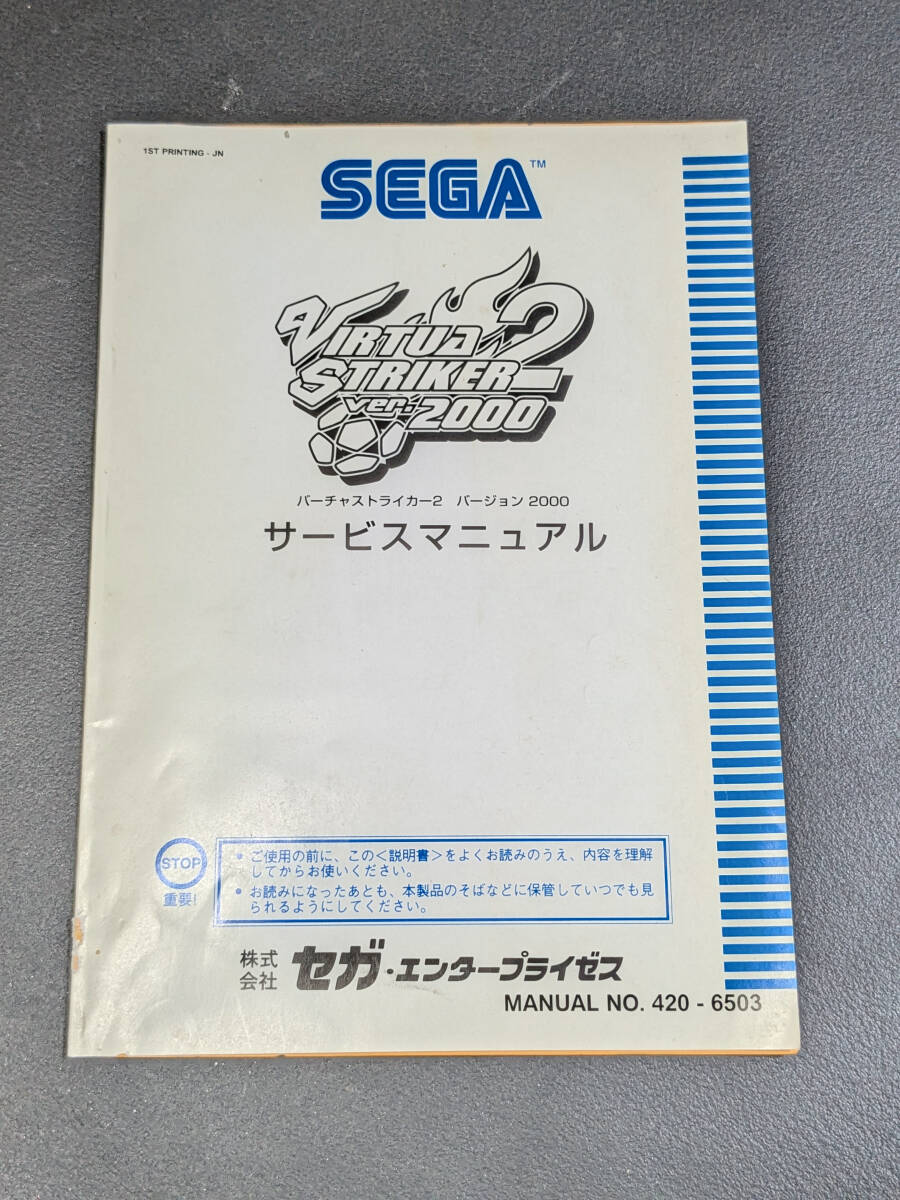 1ST PRINTING - JN
SEGA™
VIRTUA
STRIKER 2
ver. 2000
バーチャストライカー2 バージョン 2000
サービスマニュアル
STOP
重要!
• ご使用の前に、この＜説明書＞をよくお読みのうえ、内容を理解
してからお使いください。
• お読みになったあとも、本製品のそばなどに保管していつでも見
られるようにしてください。
株式
会社 セガ・エンタープライゼス
MANUAL NO. 420 - 6503